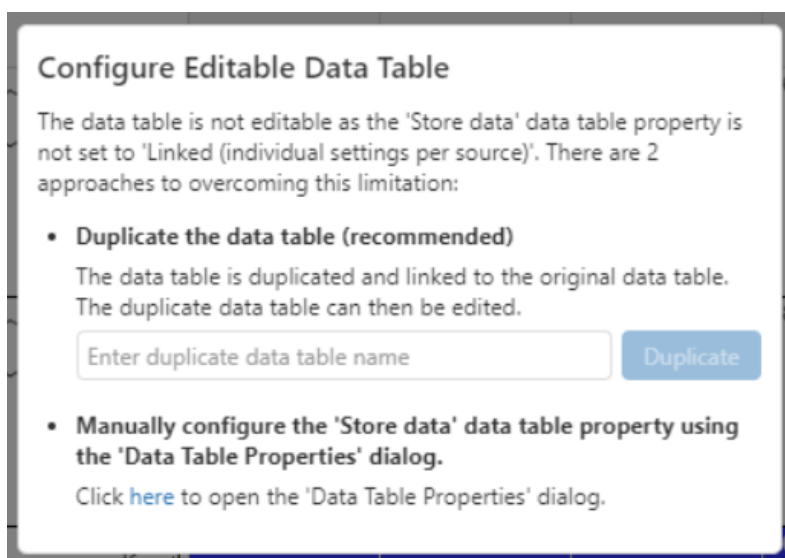 Configure Editable Data Table
The data table is not editable as the 'Store data' data table property is
not set to 'Linked (individual settings per source)'. There are 2
approaches to overcoming this limitation:
• Duplicate the data table (recommended)
The data table is duplicated and linked to the original data table.
The duplicate data table can then be edited.
Enter duplicate data table name
Duplicate
• Manually configure the 'Store data' data table property using
the 'Data Table Properties' dialog.
Click here to open the 'Data Table Properties' dialog.